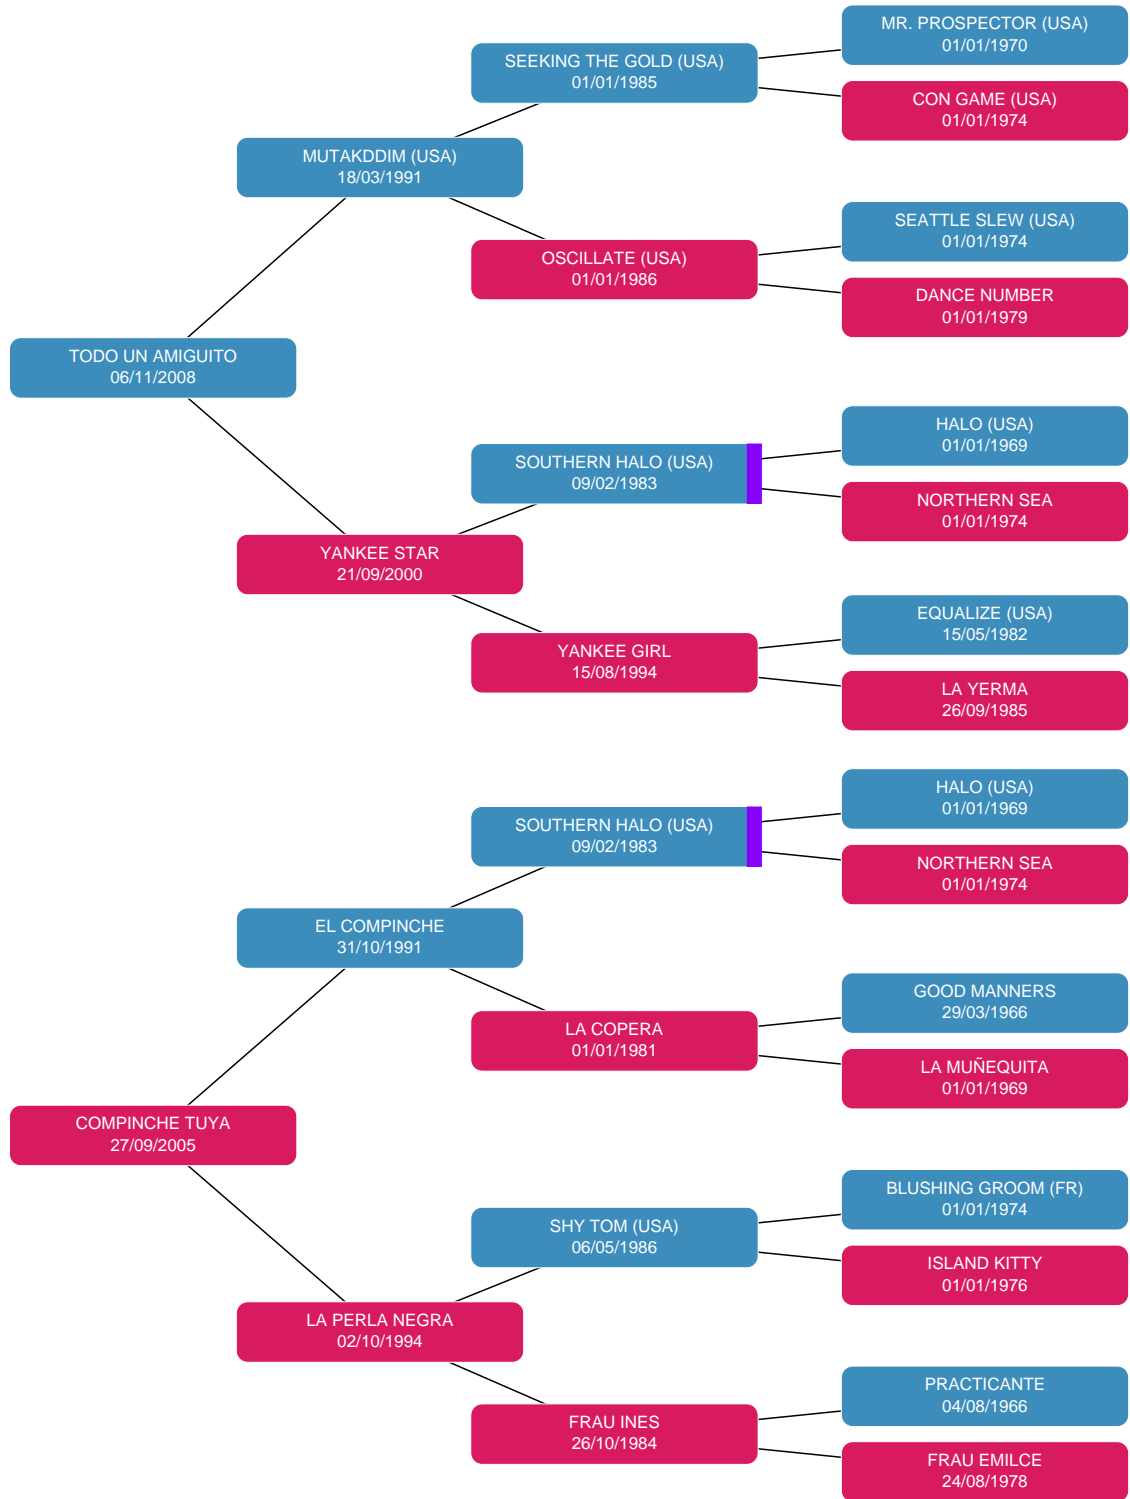 MR. PROSPECTOR (USA)
01/01/1970
SEEKING THE GOLD (USA)
01/01/1985
CON GAME (USA)
01/01/1974
MUTAKDDIM (USA)
18/03/1991
SEATTLE SLEW (USA)
01/01/1974
OSCILLATE (USA)
01/01/1986
DANCE NUMBER
01/01/1979
TODO UN AMIGUITO
06/11/2008
HALO (USA)
01/01/1969
SOUTHERN HALO (USA)
09/02/1983
NORTHERN SEA
01/01/1974
YANKEE STAR
21/09/2000
EQUALIZE (USA)
15/05/1982
YANKEE GIRL
15/08/1994
LA YERMA
26/09/1985
HALO (USA)
01/01/1969
SOUTHERN HALO (USA)
09/02/1983
NORTHERN SEA
01/01/1974
EL COMPINCHE
31/10/1991
GOOD MANNERS
29/03/1966
LA COPERA
01/01/1981
LA MUÑEQUITA
01/01/1969
COMPINCHE TUYA
27/09/2005
BLUSHING GROOM (FR)
01/01/1974
SHY TOM (USA)
06/05/1986
ISLAND KITTY
01/01/1976
LA PERLA NEGRA
02/10/1994
PRACTICANTE
04/08/1966
FRAU INES
26/10/1984
FRAU EMILCE
24/08/1978